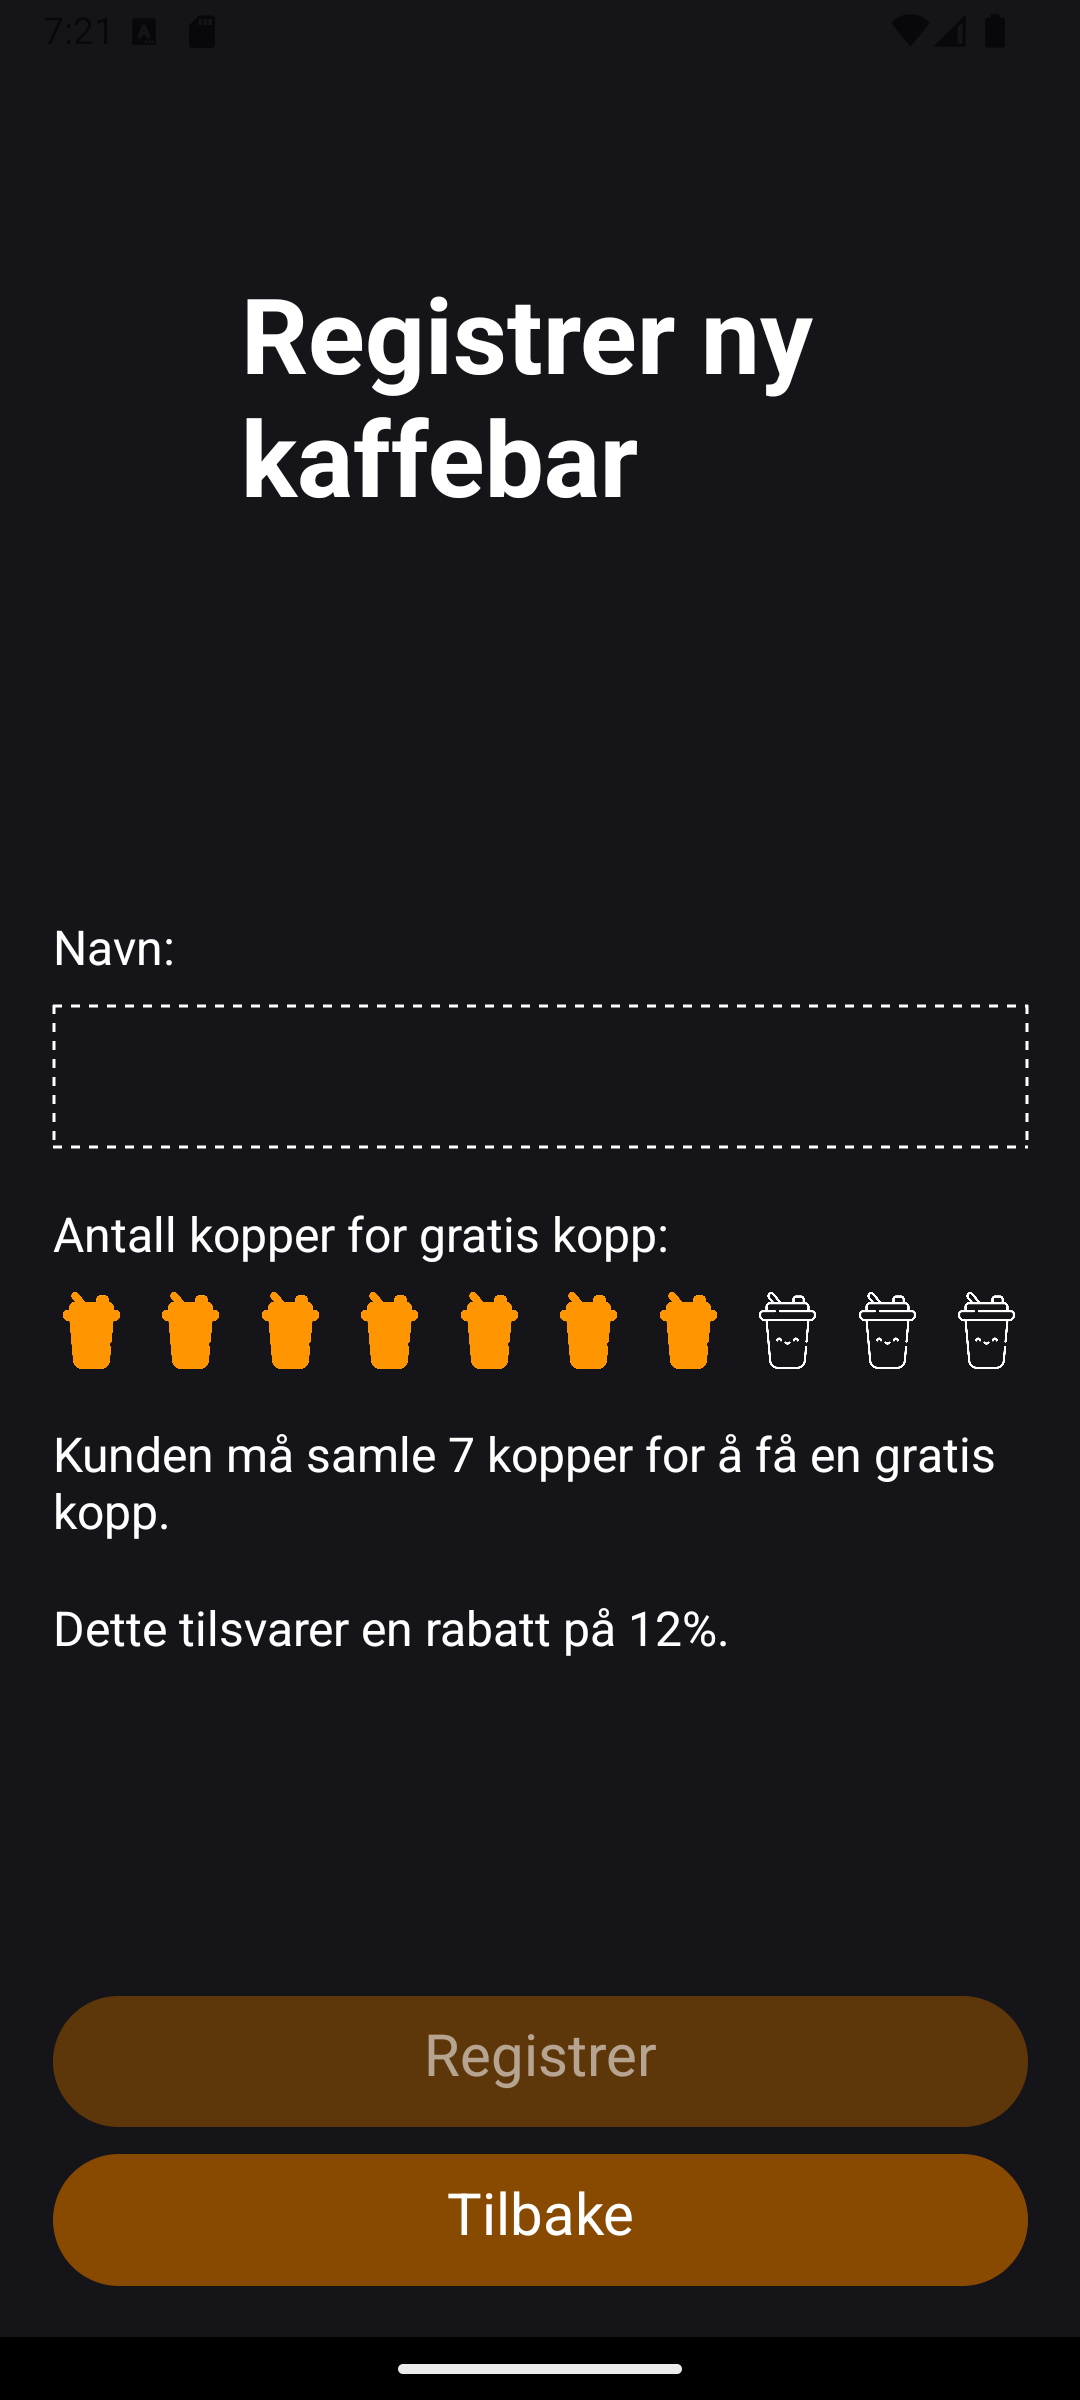 7:21
Registrer ny
kaffebar
Navn:
Antall kopper for gratis kopp:
Kunden må samle 7 kopper for å få en gratis
kopp.
Dette tilsvarer en rabatt på 12%.
Registrer
Tilbake